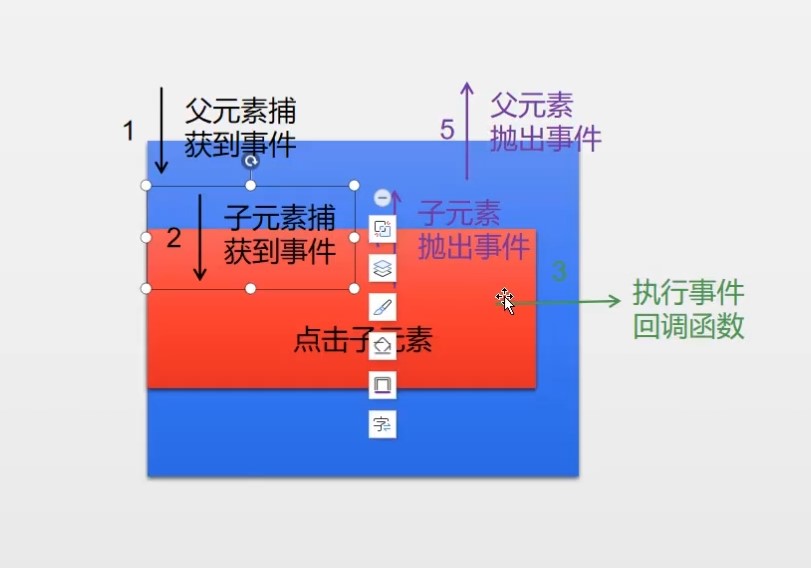 1
父元素捕
获到事件
5
父元素
抛出事件
2
子元素捕
获到事件
子元素
抛出事件
3
执行事件
回调函数
点击子元素
字